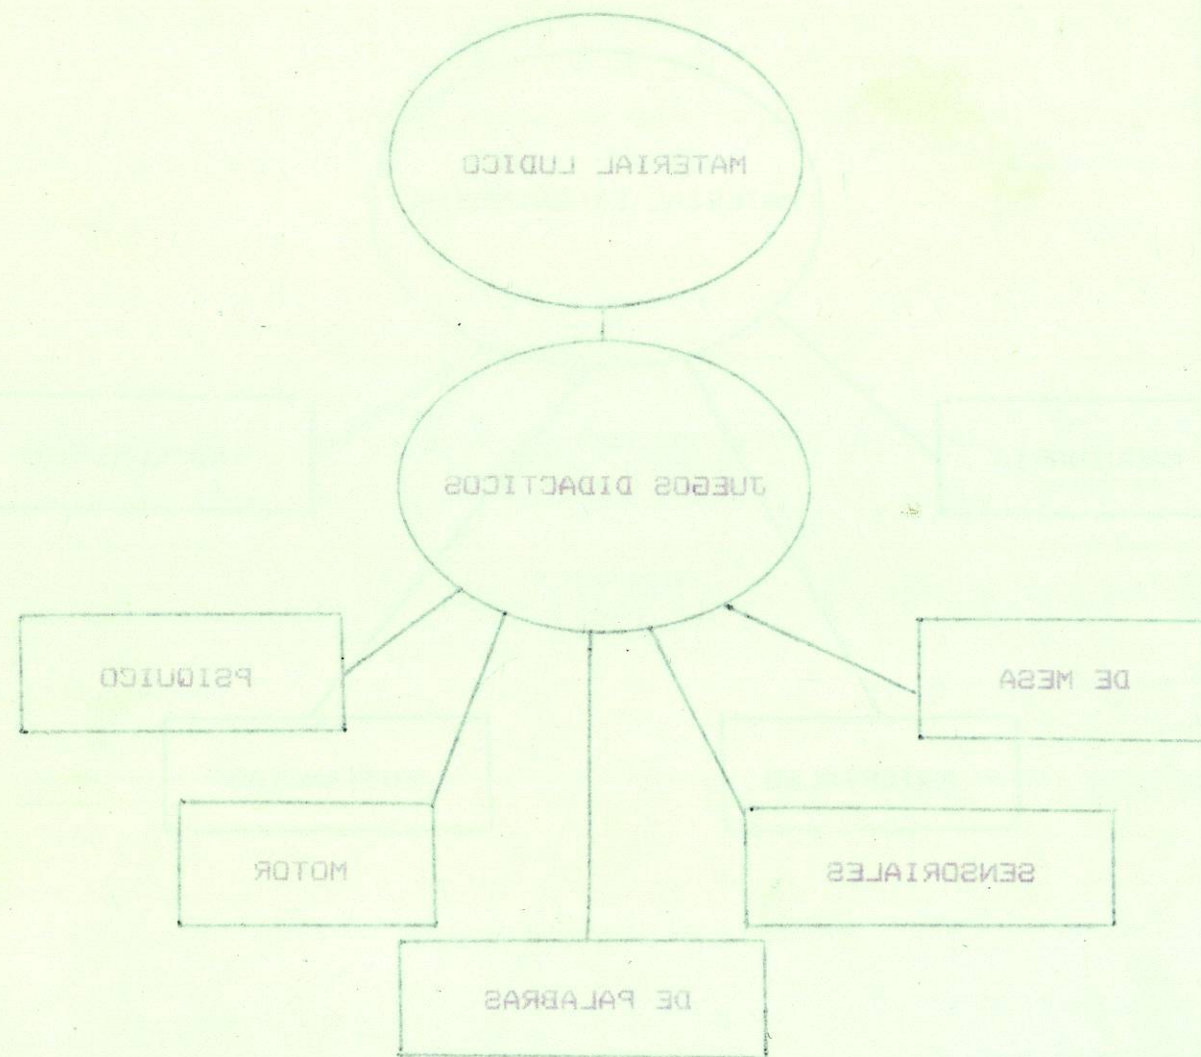 MATERIAL LUDICO
JUEGOS DIDACTICOS
PSIQUICO
DE MESA
MOTOR
SENSORIALES
DE PALABRAS